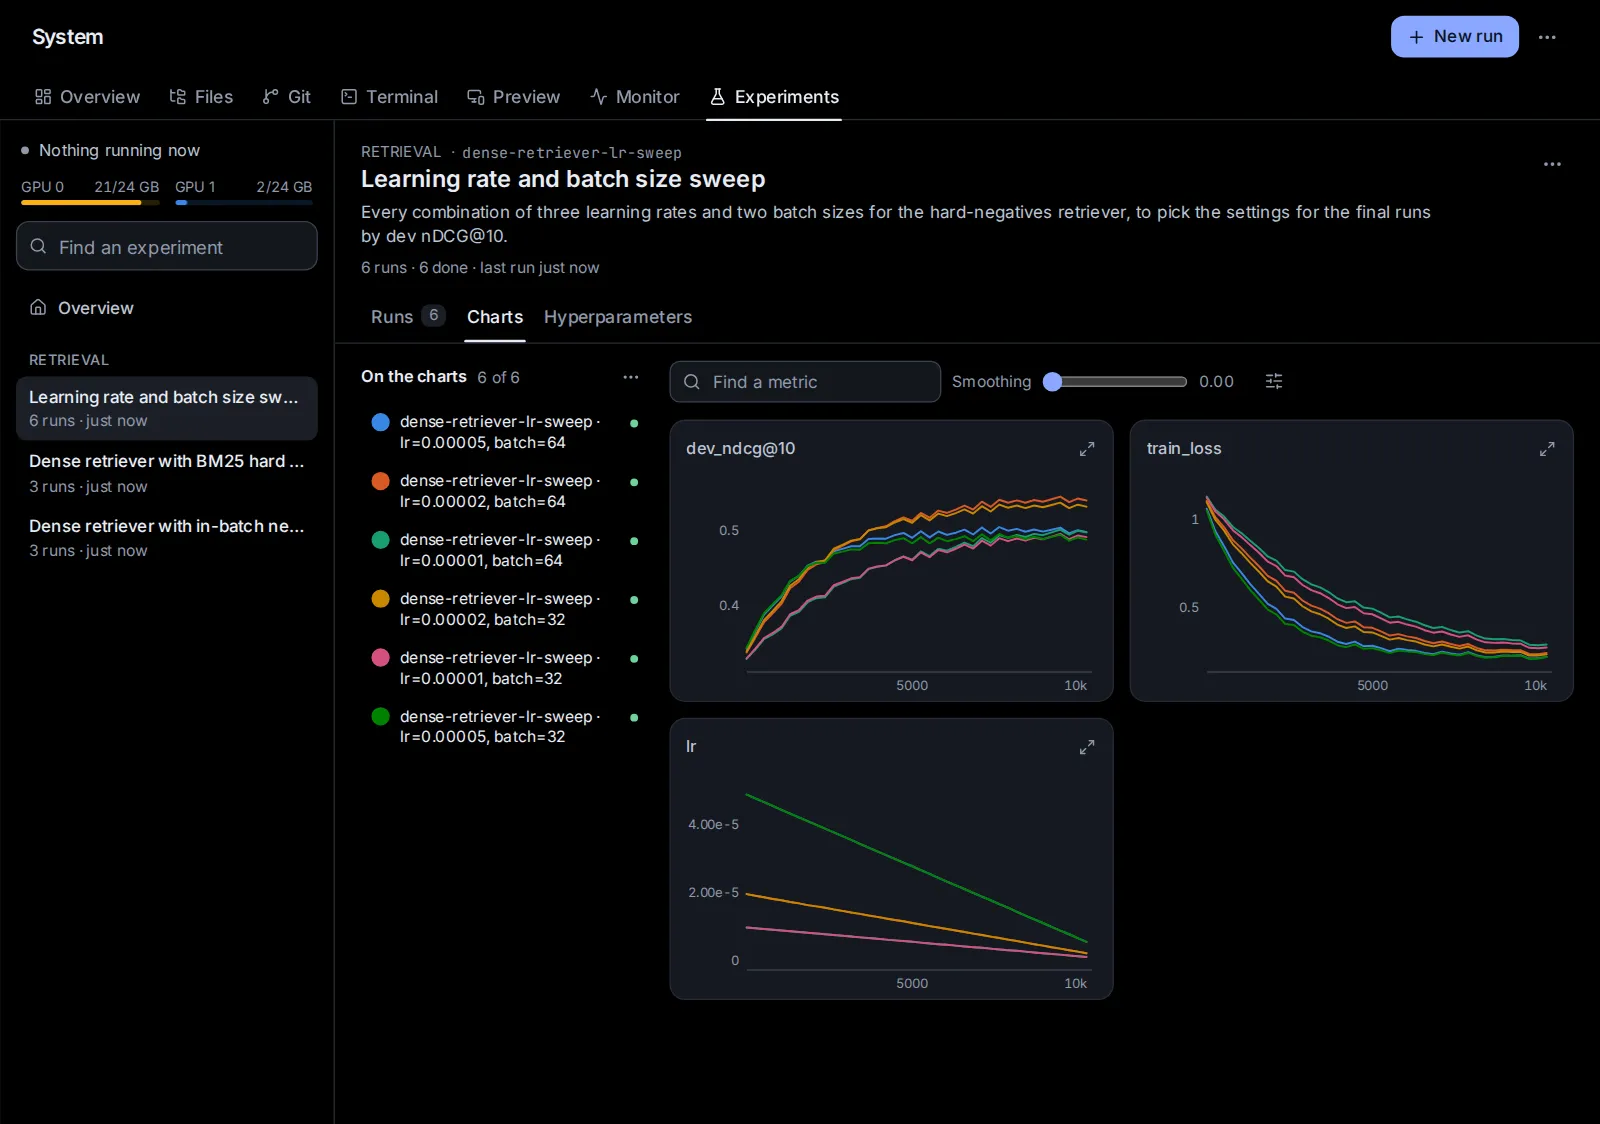 System
New run
Overview
Files
Git
Terminal
Preview
Monitor
Experiments
Nothing running now
GPU 0 21/24 GB GPU 1 2/24 GB
Find an experiment
Overview
RETRIEVAL
Learning rate and batch size sw...
6 runs · just now
Dense retriever with BM25 hard ...
3 runs · just now
Dense retriever with in-batch ne...
3 runs · just now
RETRIEVAL · dense-retriever-lr-sweep
Learning rate and batch size sweep
Every combination of three learning rates and two batch sizes for the hard-negatives retriever, to pick the settings for the final runs
by dev nDCG@10.
6 runs · 6 done · last run just now
Runs 6
Charts
Hyperparameters
On the charts 6 of 6
dense-retriever-lr-sweep ·
lr=0.00005, batch=64
dense-retriever-lr-sweep ·
lr=0.00002, batch=64
dense-retriever-lr-sweep ·
lr=0.00001, batch=64
dense-retriever-lr-sweep ·
lr=0.00002, batch=32
dense-retriever-lr-sweep ·
lr=0.00001, batch=32
dense-retriever-lr-sweep ·
lr=0.00005, batch=32
Find a metric
Smoothing 0.00
dev_ndcg@10
0.5
0.4
5000 10k
train_loss
1
0.5
5000 10k
lr
4.00e-5
2.00e-5
0
5000 10k